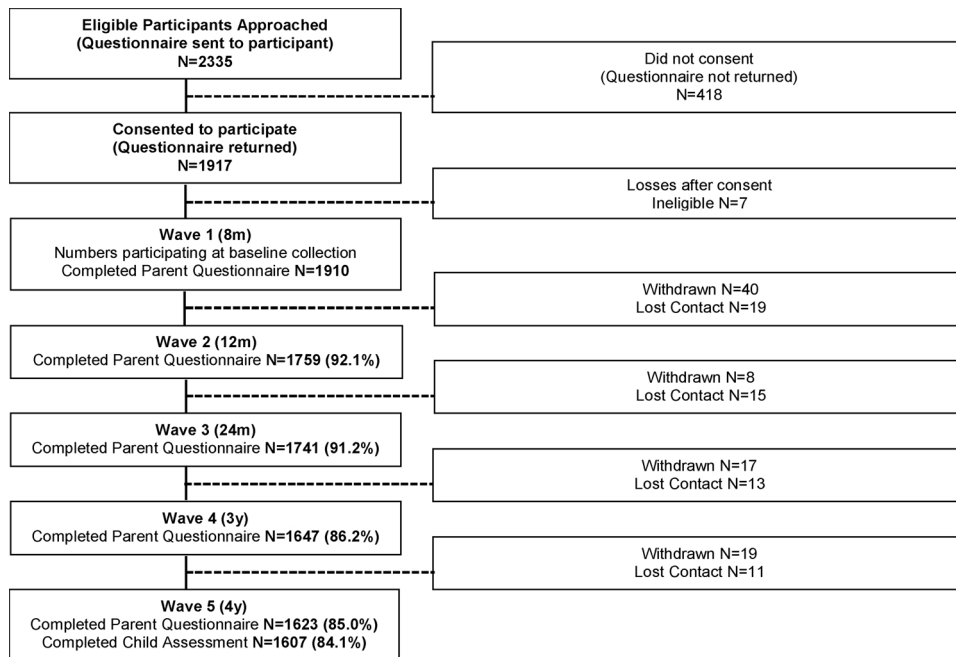 Eligible Participants Approached
(Questionnaire sent to participant)
N=2335
Did not consent
(Questionnaire not returned)
N=418
Consented to participate
(Questionnaire returned)
N=1917
Losses after consent
Ineligible N=7
Wave 1 (8m)
Numbers participating at baseline collection
Completed Parent Questionnaire N=1910
Withdrawn N=40
Lost Contact N=19
Wave 2 (12m)
Completed Parent Questionnaire N=1759 (92.1%)
Withdrawn N=8
Lost Contact N=15
Wave 3 (24m)
Completed Parent Questionnaire N=1741 (91.2%)
Withdrawn N=17
Lost Contact N=13
Wave 4 (3y)
Completed Parent Questionnaire N=1647 (86.2%)
Withdrawn N=19
Lost Contact N=11
Wave 5 (4y)
Completed Parent Questionnaire N=1623 (85.0%)
Completed Child Assessment N=1607 (84.1%)